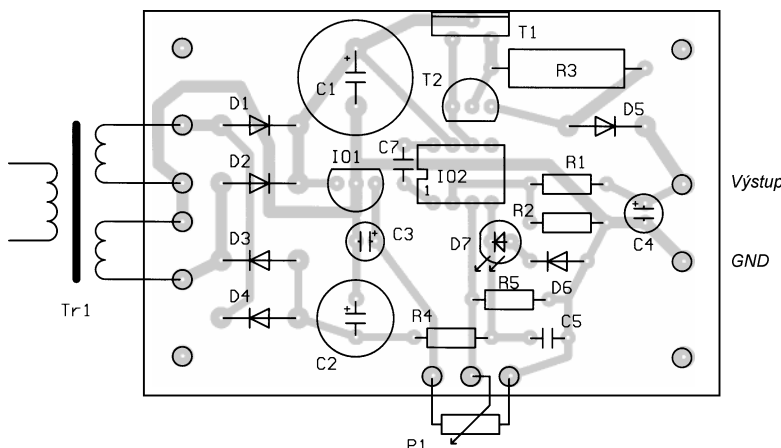 T1
R3
C1
T2
D1
D5
C7
D2
IO1
IO2
R1
1
Výstup
R2
C3
D7
C4
D3
GND
D6
D4
R5
Tr1
R4
C5
C2
P1